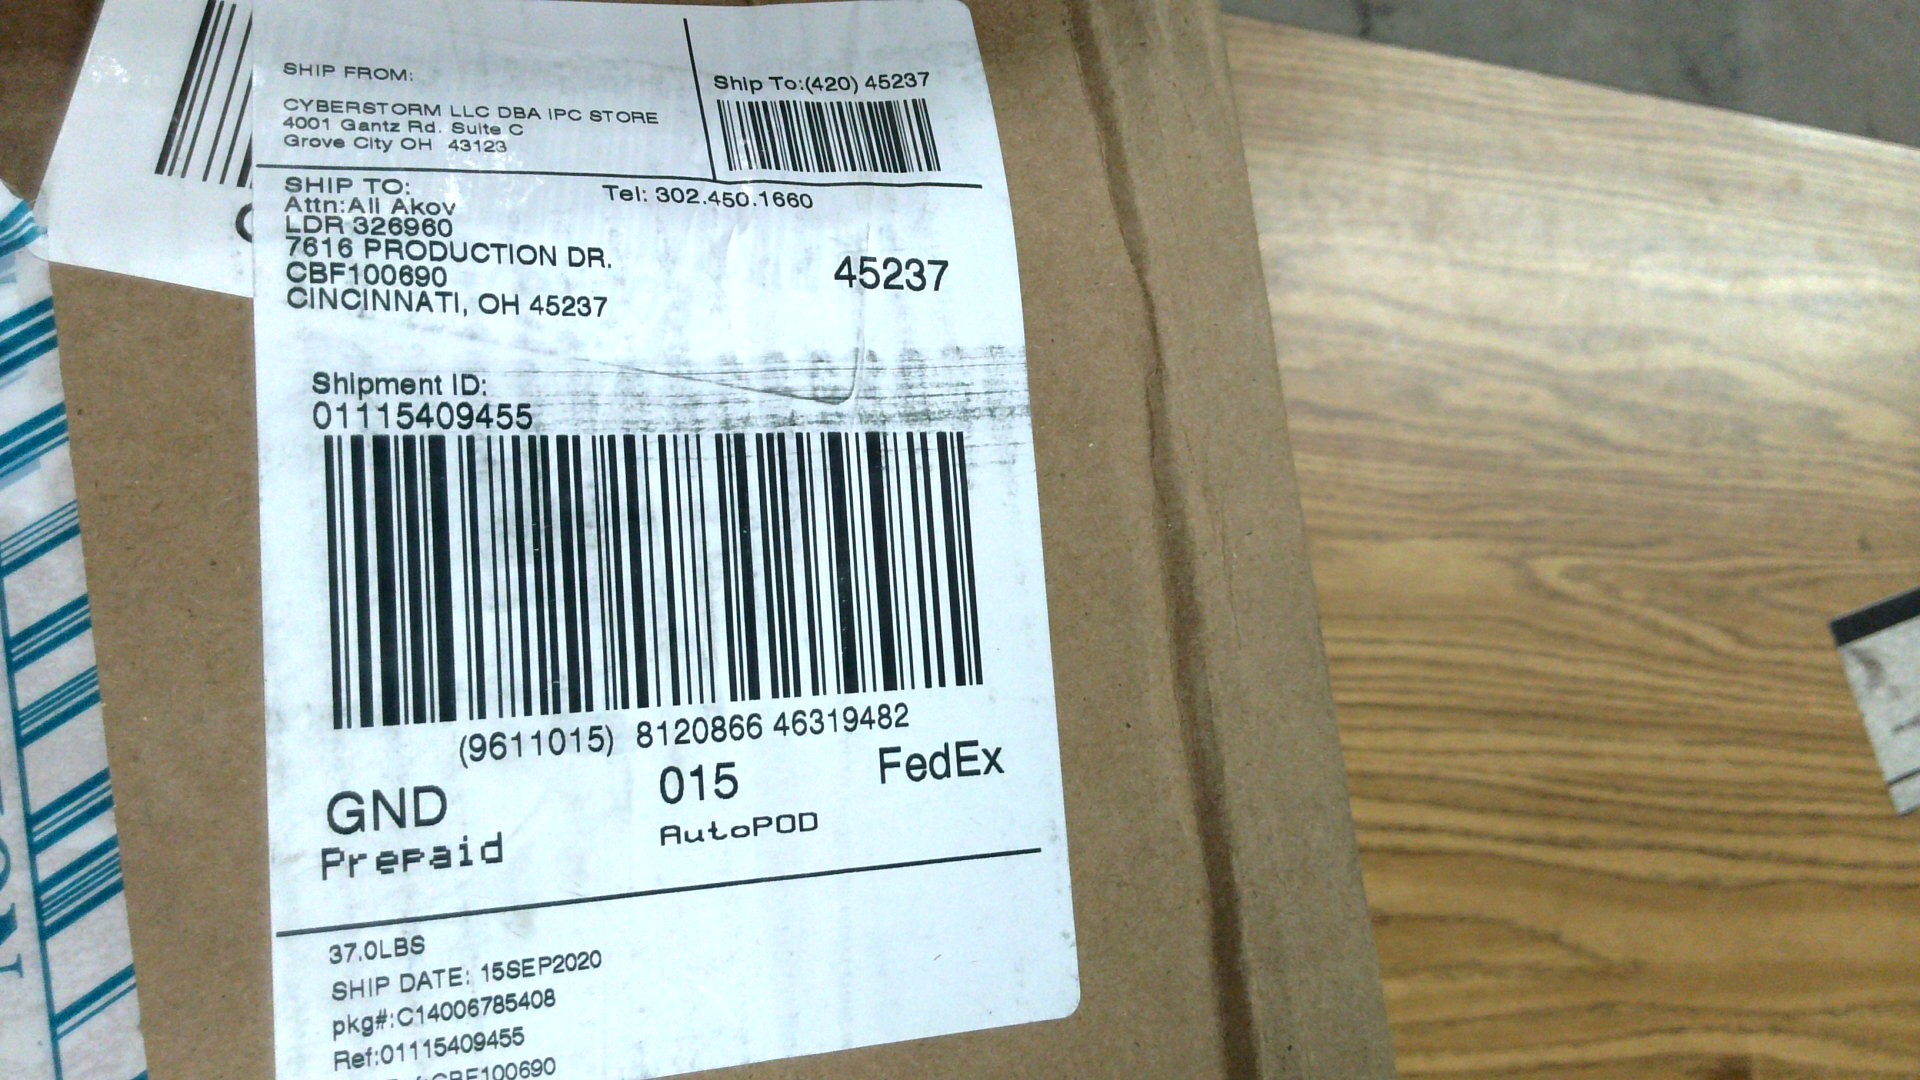 SHIP FROM:
CYBERSTORM LLC DBA IPC STORE
4001 Gantz Rd. Suite C
Grove City OH 43123
Ship To:(420) 45237
SHIP TO:
Tel: 302.450.1660
Attn:Ali Akov
LDR 326960
7616 PRODUCTION DR.
CBF100690
CINCINNATI, OH 45237
45237
Shipment ID:
01115409455
(9611015) 8120866 46319482
GND
015
FedEx
Prepaid
AutoPOD
37.0LBS
SHIP DATE: 15SEP2020
pkg#:C14006785408
Ref:01115409455
CBF100690